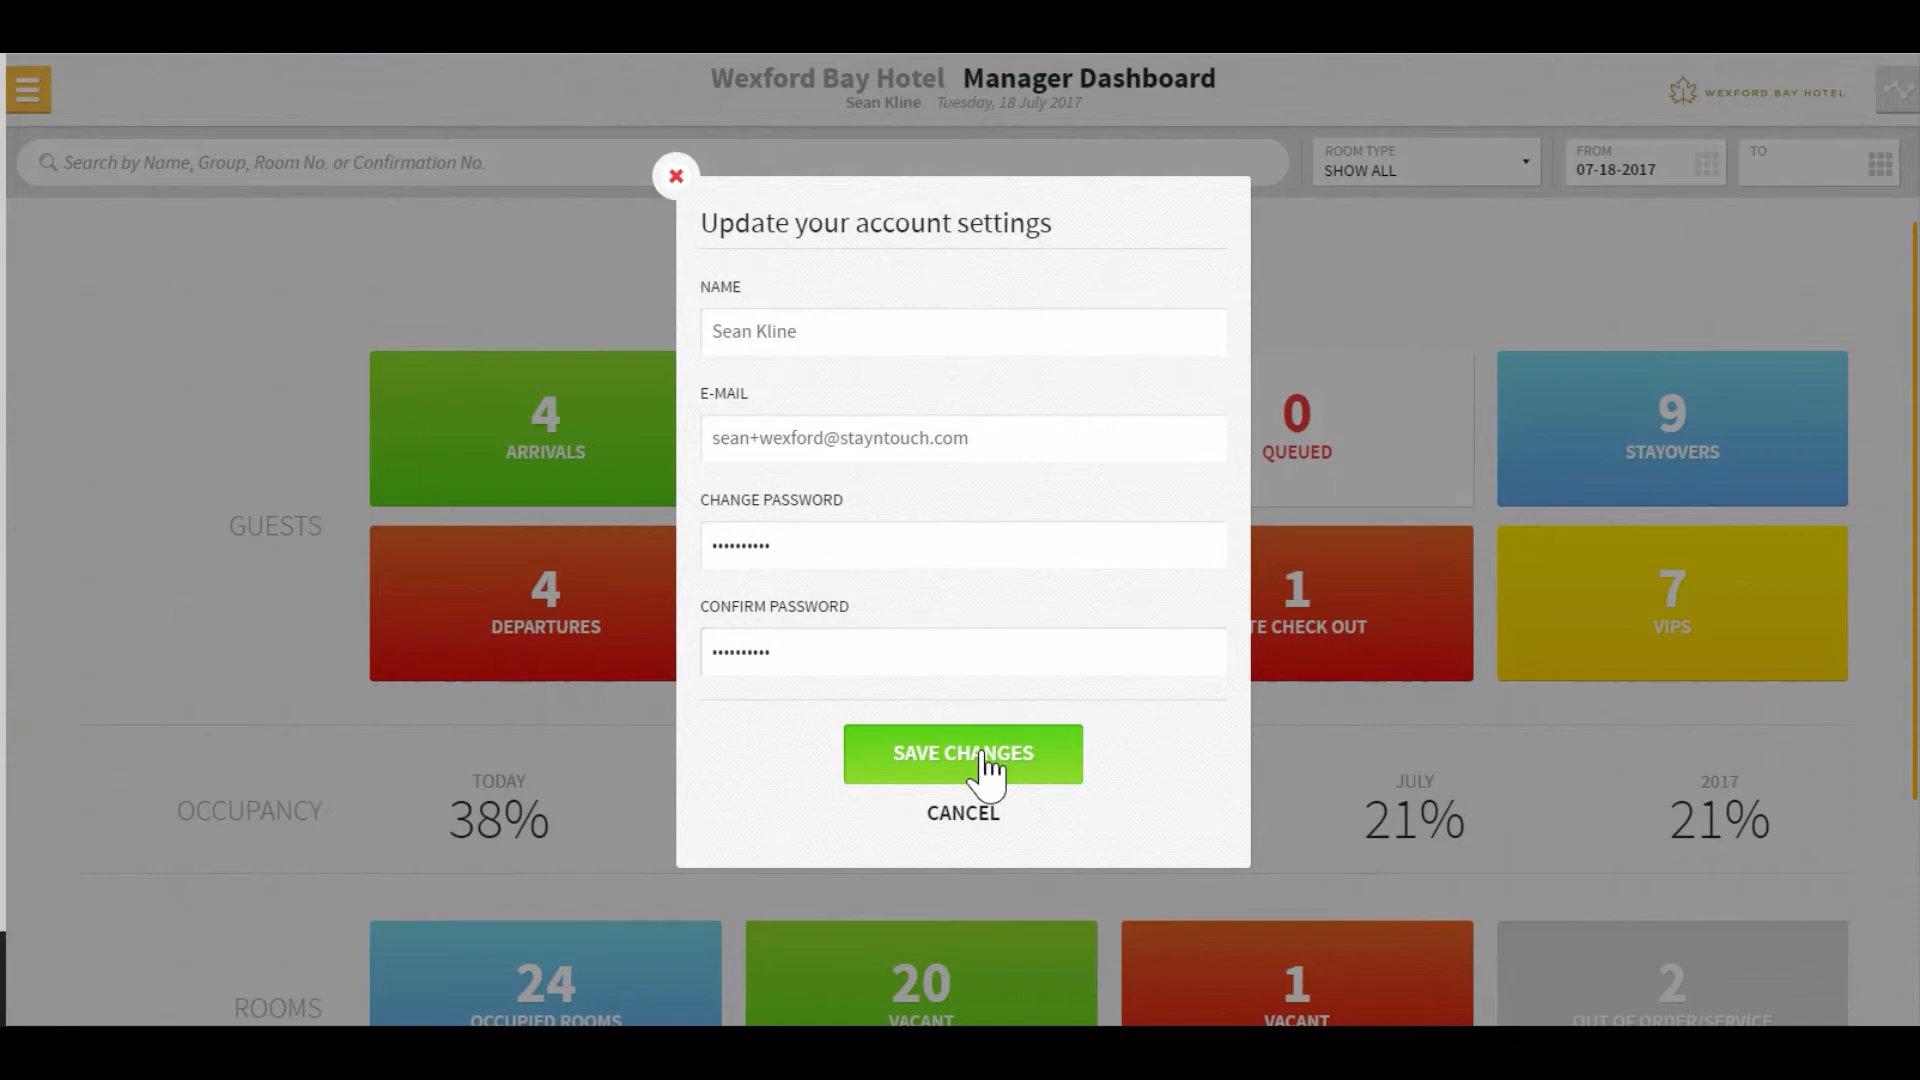 Wexford Bay Hotel Manager Dashboard
Sean Kline Tuesday, 18 July 2017
WEXFORD BAY HOTEL
Search by Name, Group, Room No. or Confirmation No.
ROOM TYPE
SHOW ALL
FROM
07-18-2017
TO
Update your account settings
NAME
Sean Kline
E-MAIL
sean+wexford@stayntouch.com
CHANGE PASSWORD
••••••••••
CONFIRM PASSWORD
••••••••••
SAVE CHANGES
CANCEL
GUESTS
4
ARRIVALS
0
QUEUED
9
STAYOVERS
4
DEPARTURES
1
TE CHECK OUT
7
VIPS
OCCUPANCY
TODAY
38%
JULY
21%
2017
21%
ROOMS
24
OCCUPIED ROOMS
20
VACANT
1
VACANT
2
OUT OF ORDER/SERVICE